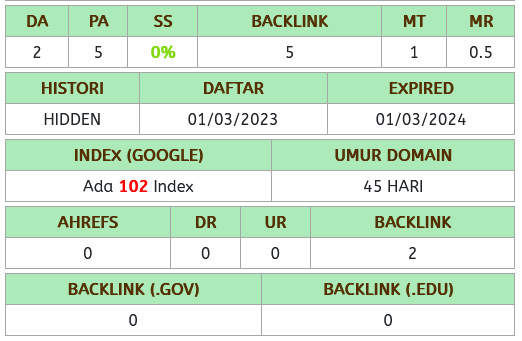 DA PA SS BACKLINK MT MR
2 5 0% 5 1 0.5
HISTORI DAFTAR EXPIRED
HIDDEN 01/03/2023 01/03/2024
INDEX (GOOGLE) UMUR DOMAIN
Ada 102 Index 45 HARI
AHREFS DR UR BACKLINK
0 0 0 2
BACKLINK (.GOV) BACKLINK (.EDU)
0 0